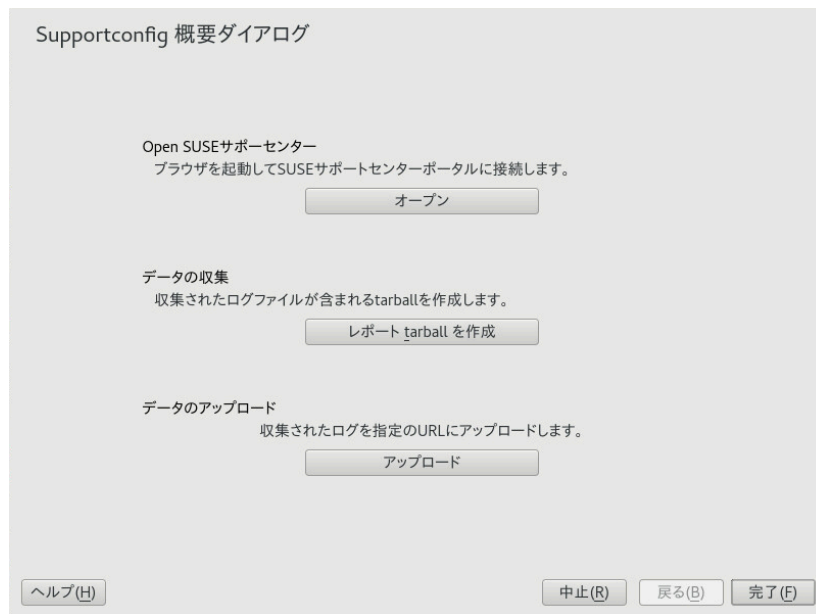 Supportconfig 概要ダイアログ
Open SUSEサポーセンター
ブラウザを起動してSUSEサポートセンターポータルに接続します。
オープン
データの収集
収集されたログファイルが含まれるtarballを作成します。
レポート tarball を作成
データのアップロード
収集されたログを指定のURLにアップロードします。
アップロード
ヘルプ(H) 中止(R) 戻る(B) 完了(F)